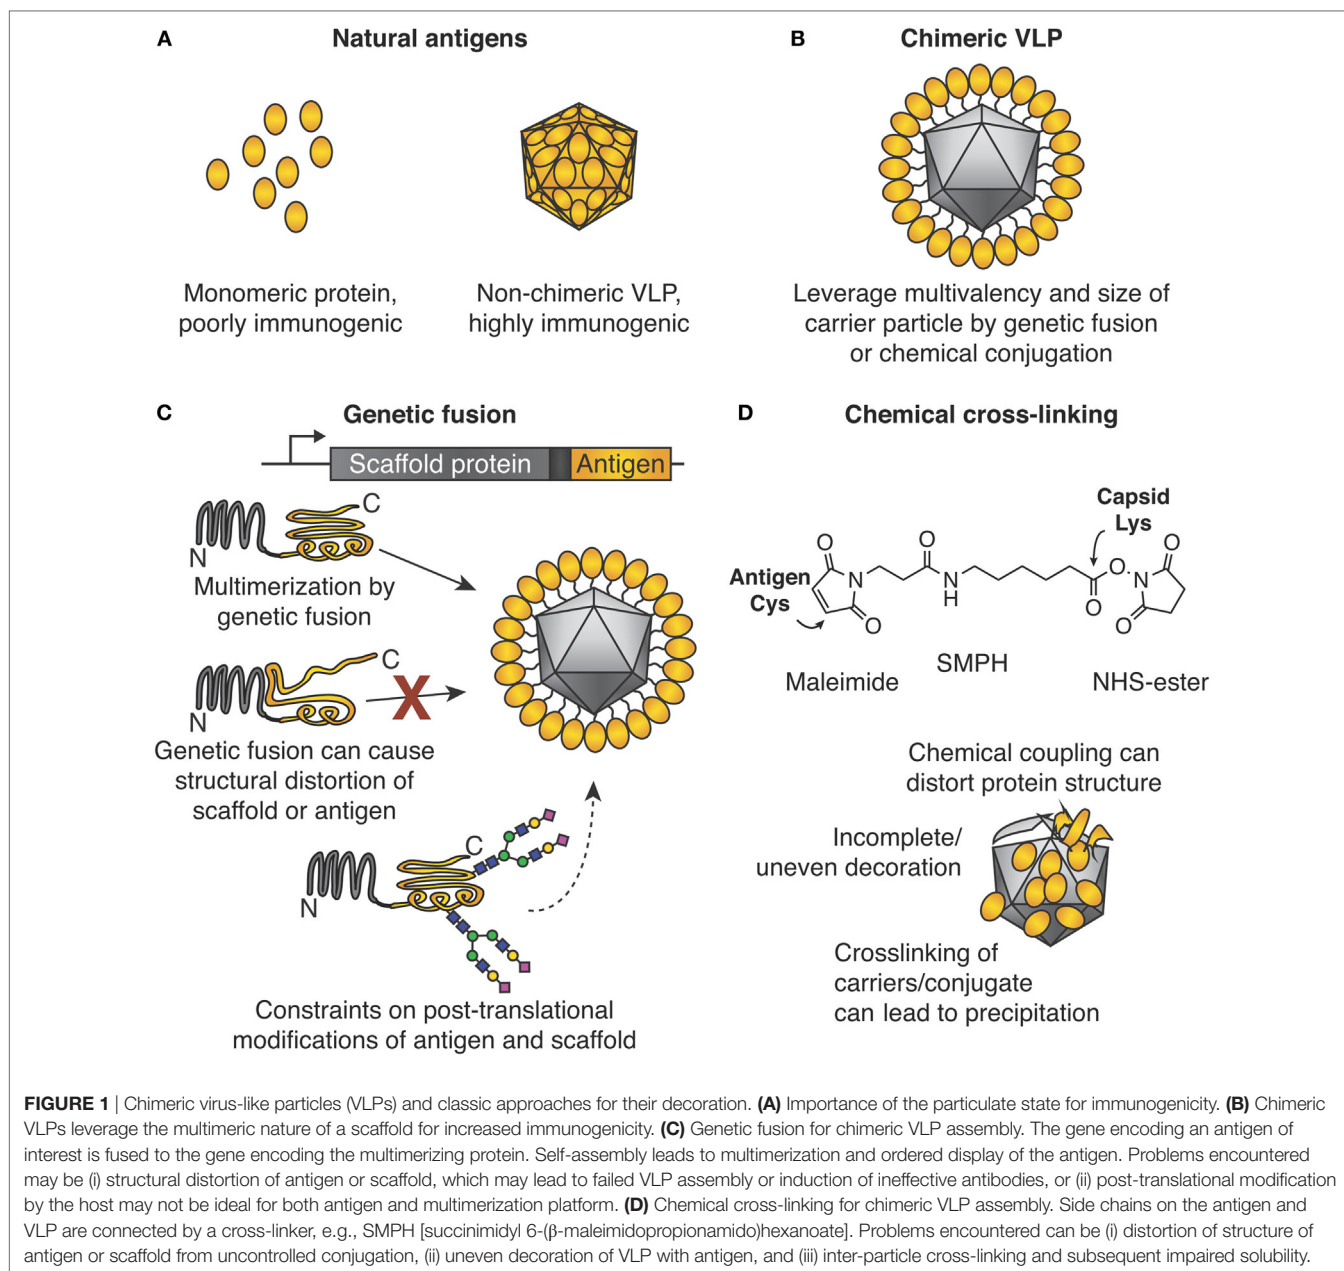 A
Natural antigens
Monomeric protein,
poorly immunogenic
Non-chimeric VLP,
highly immunogenic
B
Chimeric VLP
Leverage multivalency and size of
carrier particle by genetic fusion
or chemical conjugation
C
Genetic fusion
Scaffold protein
Antigen
C
N
Multimerization by
genetic fusion
C
N
X
Genetic fusion can cause
structural distortion of
scaffold or antigen
C
N
Constraints on post-translational
modifications of antigen and scaffold
D
Chemical cross-linking
Capsid
Lys
Antigen
Cys
O
N
O
O
N
H
O
O
N
O
O
Maleimide
SMPH
NHS-ester
Chemical coupling can
distort protein structure
Incomplete/
uneven decoration
Crosslinking of
carriers/conjugate
can lead to precipitation
FIGURE 1 | Chimeric virus-like particles (VLPs) and classic approaches for their decoration. (A) Importance of the particulate state for immunogenicity. (B) Chimeric
VLPs leverage the multimeric nature of a scaffold for increased immunogenicity. (C) Genetic fusion for chimeric VLP assembly. The gene encoding an antigen of
interest is fused to the gene encoding the multimerizing protein. Self-assembly leads to multimerization and ordered display of the antigen. Problems encountered
may be (i) structural distortion of antigen or scaffold, which may lead to failed VLP assembly or induction of ineffective antibodies, or (ii) post-translational modification
by the host may not be ideal for both antigen and multimerization platform. (D) Chemical cross-linking for chimeric VLP assembly. Side chains on the antigen and
VLP are connected by a cross-linker, e.g., SMPH [succinimidyl 6-(β-maleimidopropionamido)hexanoate]. Problems encountered can be (i) distortion of structure of
antigen or scaffold from uncontrolled conjugation, (ii) uneven decoration of VLP with antigen, and (iii) inter-particle cross-linking and subsequent impaired solubility.